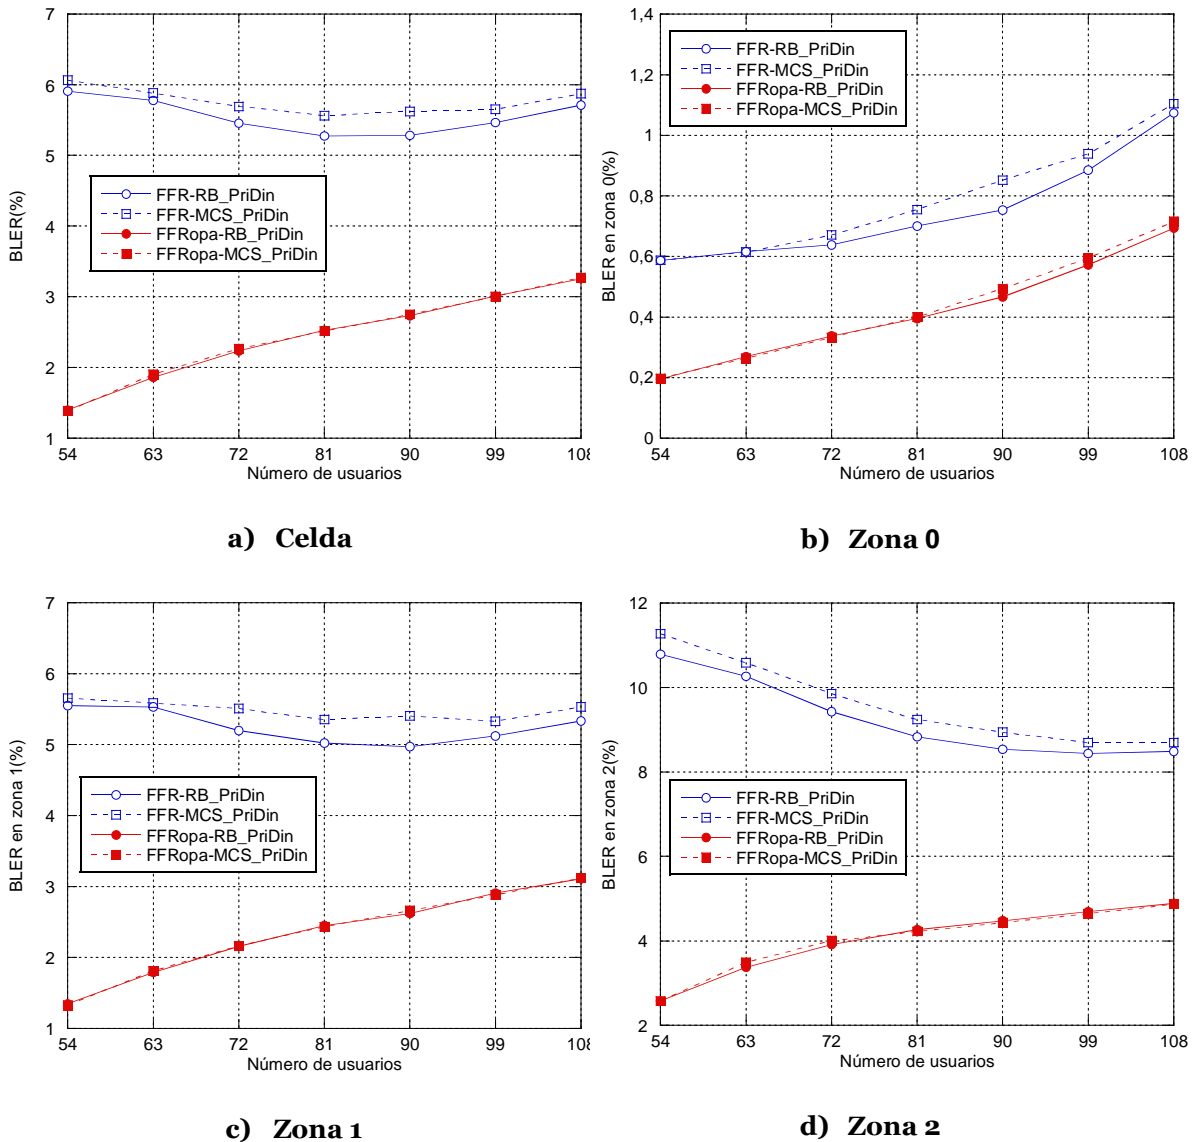 7
6
5
4
3
2
1
BLER(%)
FFR-RB_PriDin
FFR-MCS_PriDin
FFRopa-RB_PriDin
FFRopa-MCS_PriDin
54 63 72 81 90 99 108
Número de usuarios
a) Celda
1,4
1,2
1
0,8
0,6
0,4
0,2
0
BLER en zona 0(%)
FFR-RB_PriDin
FFR-MCS_PriDin
FFRopa-RB_PriDin
FFRopa-MCS_PriDin
54 63 72 81 90 99 108
Número de usuarios
b) Zona 0
7
6
5
4
3
2
1
BLER en zona 1(%)
FFR-RB_PriDin
FFR-MCS_PriDin
FFRopa-RB_PriDin
FFRopa-MCS_PriDin
54 63 72 81 90 99 108
Número de usuarios
c) Zona 1
12
10
8
6
4
2
BLER en zona 2(%)
FFR-RB_PriDin
FFR-MCS_PriDin
FFRopa-RB_PriDin
FFRopa-MCS_PriDin
54 63 72 81 90 99 108
Número de usuarios
d) Zona 2